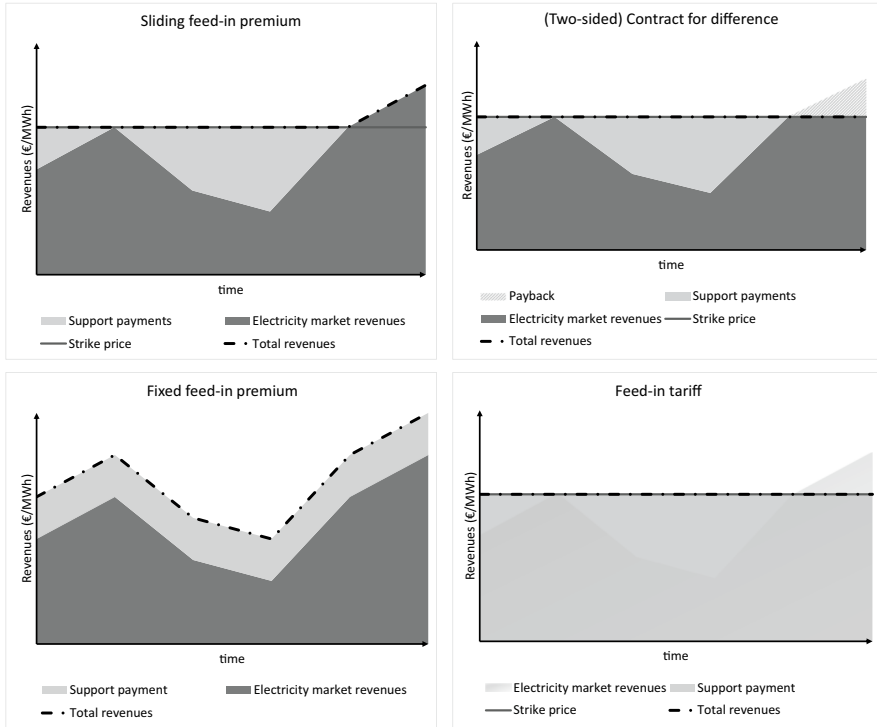 Sliding feed-in premium
Revenues (€/MWh)
time
Support payments
Electricity market revenues
Strike price
Total revenues
(Two-sided) Contract for difference
Revenues (€/MWh)
time
Payback
Support payments
Electricity market revenues
Strike price
Total revenues
Fixed feed-in premium
Revenues (€/MWh)
time
Support payment
Electricity market revenues
Total revenues
Feed-in tariff
Revenues (€/MWh)
time
Electricity market revenues
Support payment
Strike price
Total revenues